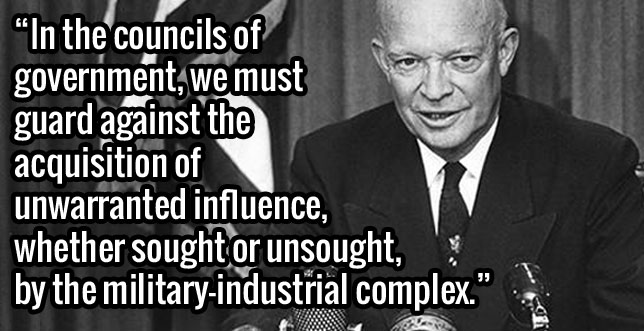 “In the councils of
government, we must
guard against the
acquisition of
unwarranted influence,
whether sought or unsought,
by the military-industrial complex.”